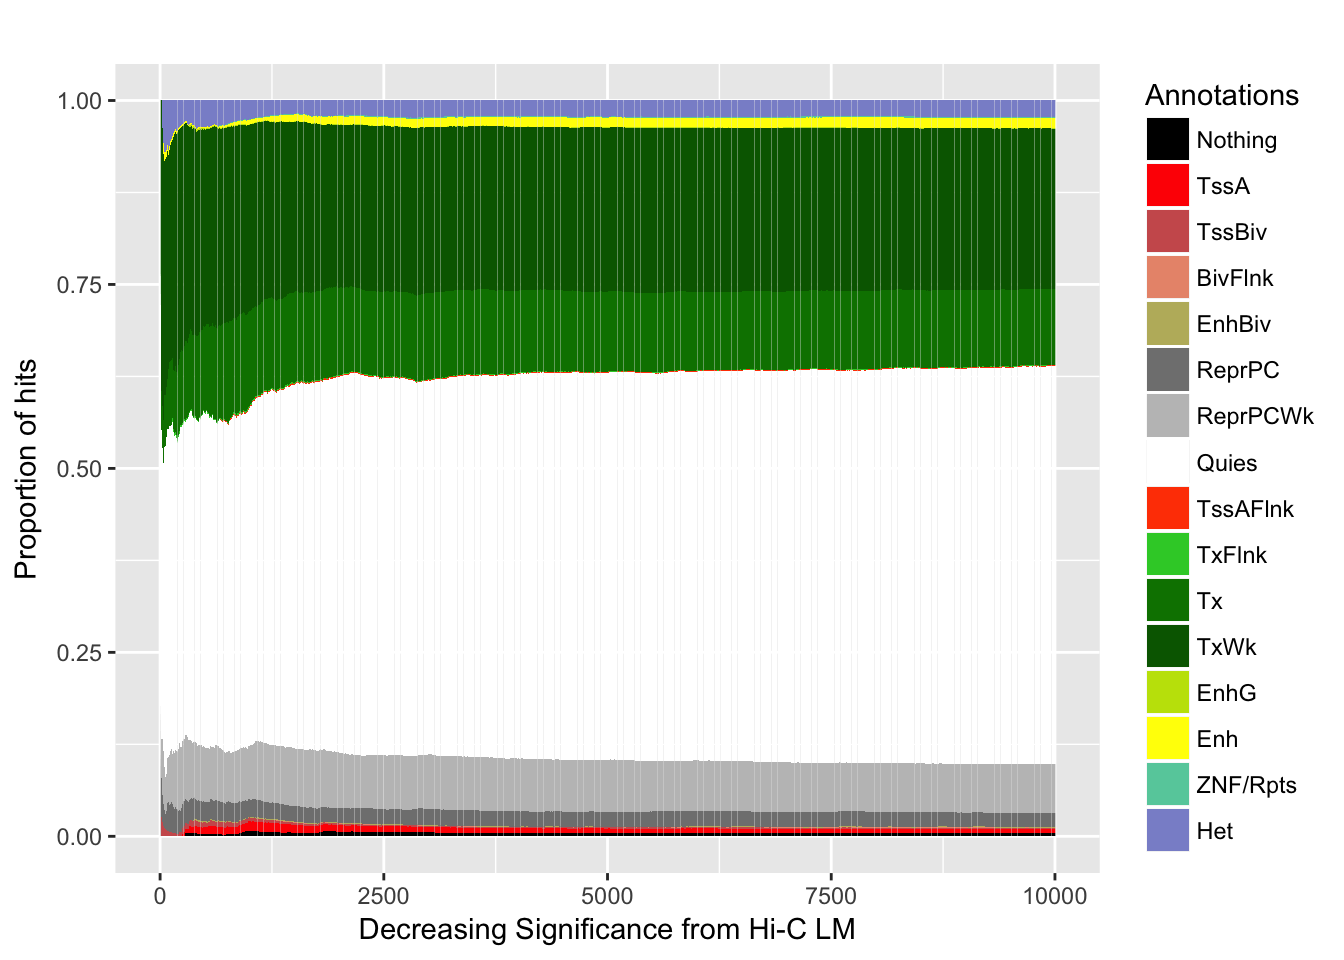 Proportion of hits
1.00
0.75
0.50
0.25
0.00
0
2500
5000
7500
10000
Decreasing Significance from Hi-C LM
Annotations
Nothing
TssA
TssBiv
BivFlnk
EnhBiv
ReprPC
ReprPCWk
Quies
TssAFlnk
TxFlnk
Tx
TxWk
EnhG
Enh
ZNF/Rpts
Het